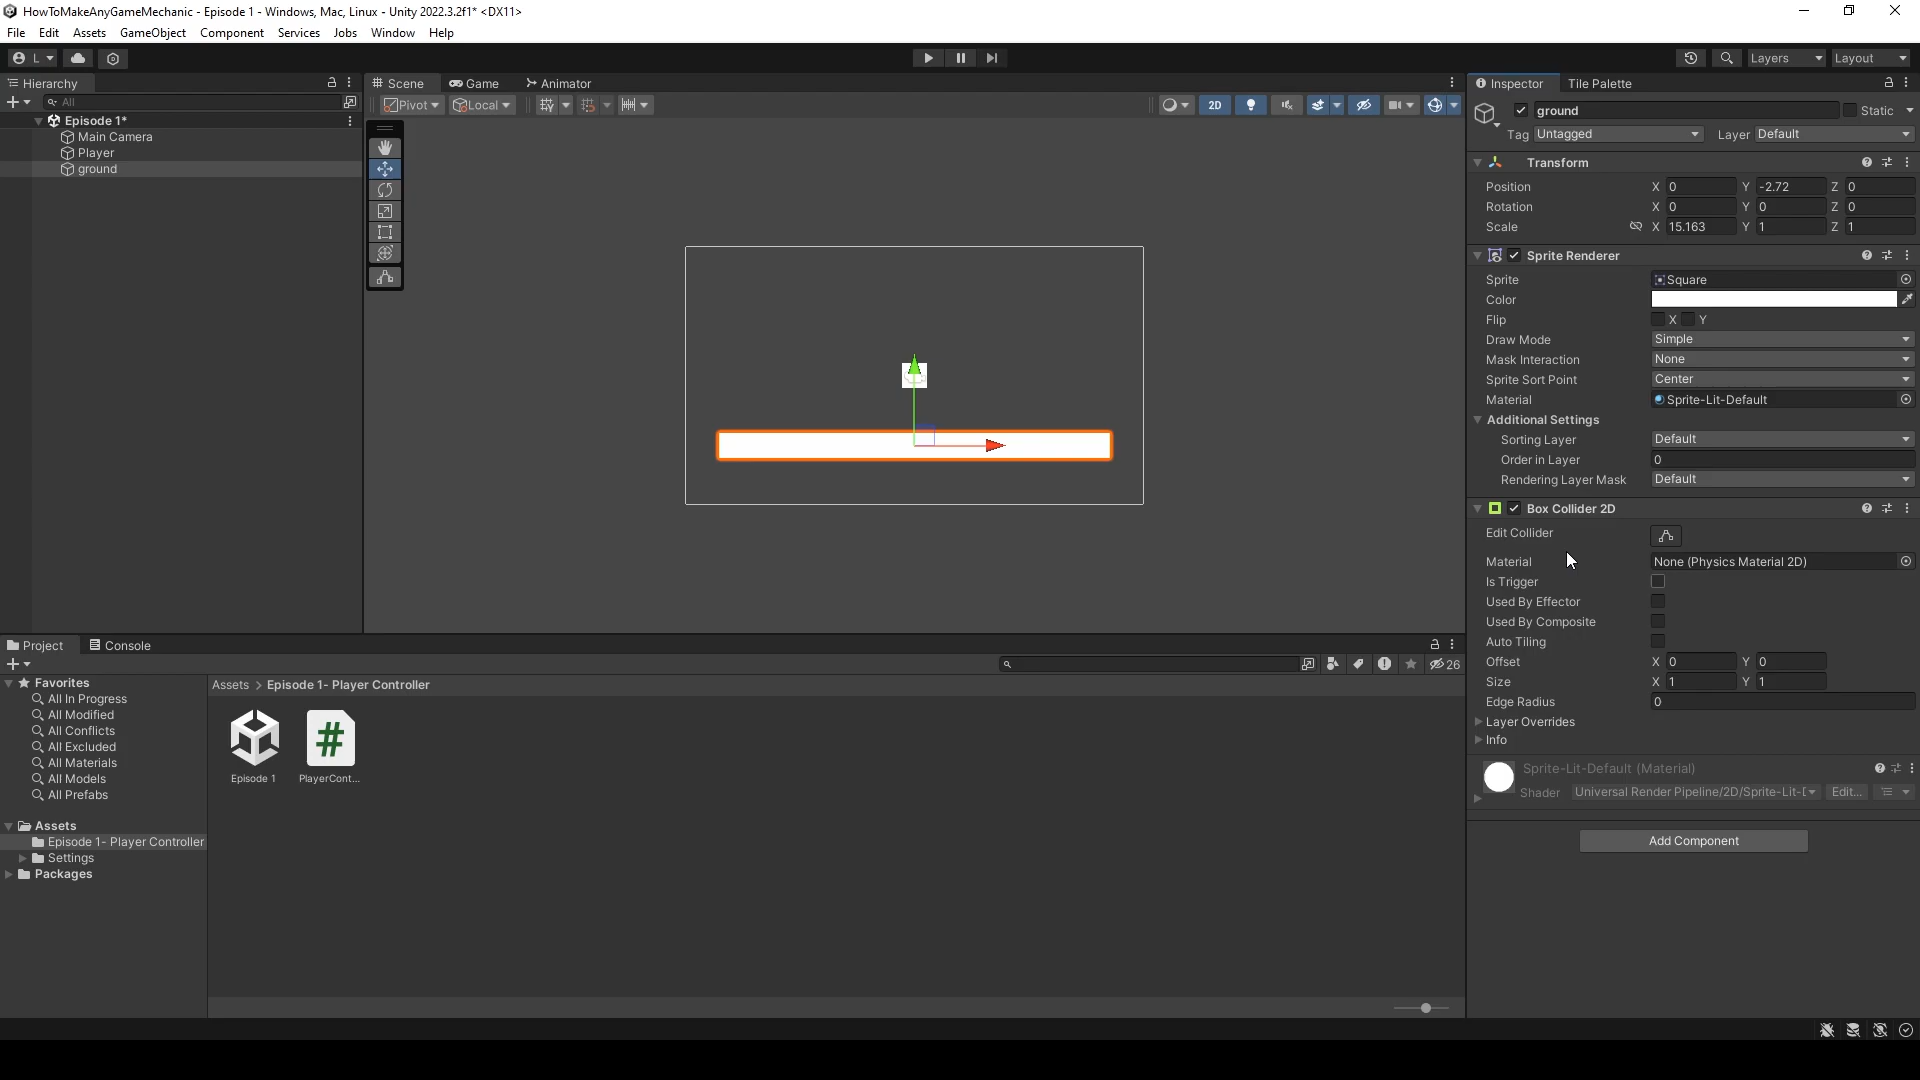 HowToMakeAnyGameMechanic - Episode 1 - Windows, Mac, Linux - Unity 2022.3.2f1* <DX11>
File Edit Assets GameObject Component Services Jobs Window Help
L
Layers
Layout
Hierarchy
All
Episode 1*
Main Camera
Player
ground
Scene
Game
Animator
Pivot
Local
2D
Inspector
Tile Palette
ground
Static
Tag Untagged
Layer Default
Transform
Position X 0 Y -2.72 Z 0
Rotation X 0 Y 0 Z 0
Scale X 15.163 Y 1 Z 1
Sprite Renderer
Sprite Square
Color
Flip X Y
Draw Mode Simple
Mask Interaction None
Sprite Sort Point Center
Material Sprite-Lit-Default
Additional Settings
Sorting Layer Default
Order in Layer 0
Rendering Layer Mask Default
Box Collider 2D
Edit Collider
Material None (Physics Material 2D)
Is Trigger
Used By Effector
Used By Composite
Auto Tiling
Offset X 0 Y 0
Size X 1 Y 1
Edge Radius 0
Layer Overrides
Info
Sprite-Lit-Default (Material)
Shader Universal Render Pipeline/2D/Sprite-Lit-D Edit...
Add Component
Project
Console
26
Favorites
All In Progress
All Modified
All Conflicts
All Excluded
All Materials
All Models
All Prefabs
Assets
Episode 1- Player Controller
Settings
Packages
Assets > Episode 1- Player Controller
#
Episode 1
PlayerCont...